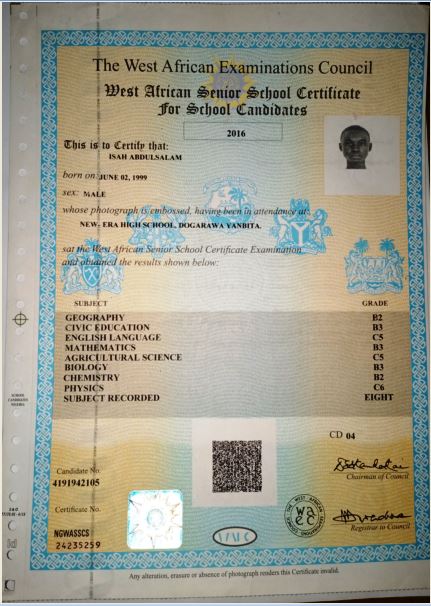 The West African Examinations Council
West African Senior School Certificate
For School Candidates
2016
This is to Certify that:
ISAH ABDULSALAM
born on: JUNE 02, 1999
sex: MALE
whose photograph is embossed, having been in attendance at:
NEW- ERA HIGH SCHOOL, DOGARAWA YANBITA.
sat the West African Senior School Certificate Examination
and obtained the results shown below:
SUBJECT GRADE
GEOGRAPHY B2
CIVIC EDUCATION B3
ENGLISH LANGUAGE C5
MATHEMATICS B3
AGRICULTURAL SCIENCE C5
BIOLOGY B3
CHEMISTRY B2
PHYSICS C6
SUBJECT RECORDED EIGHT
SCHOOL
CANDIDATES
NIGERIA
CD 04
Candidate No.
4191942105
Chairman of Council
Certificate No.
NGWASSCS
24235259
WAEC
Registrar to Council
Any alteration, erasure or absence of photograph renders this Certificate invalid.